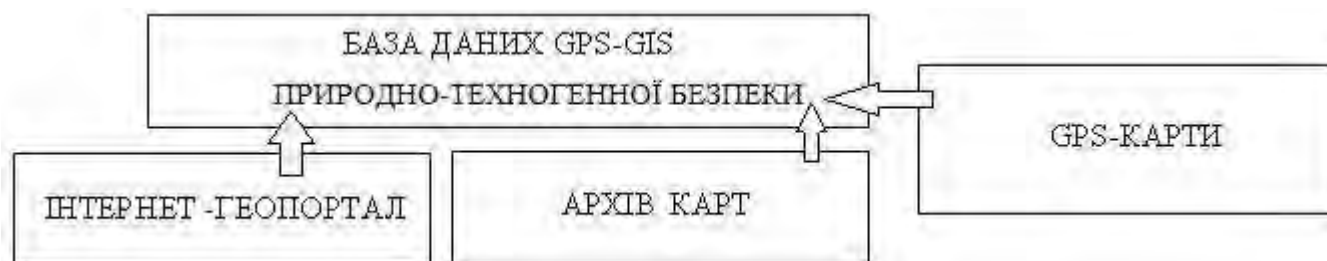 БАЗА ДАНИХ GPS-GIS
ПРИРОДНО-ТЕХНОГЕННОЇ БЕЗПЕКИ
GPS-КАРТИ
ІНТЕРНЕТ-ГЕОПОРТАЛ
АРХІВ КАРТ